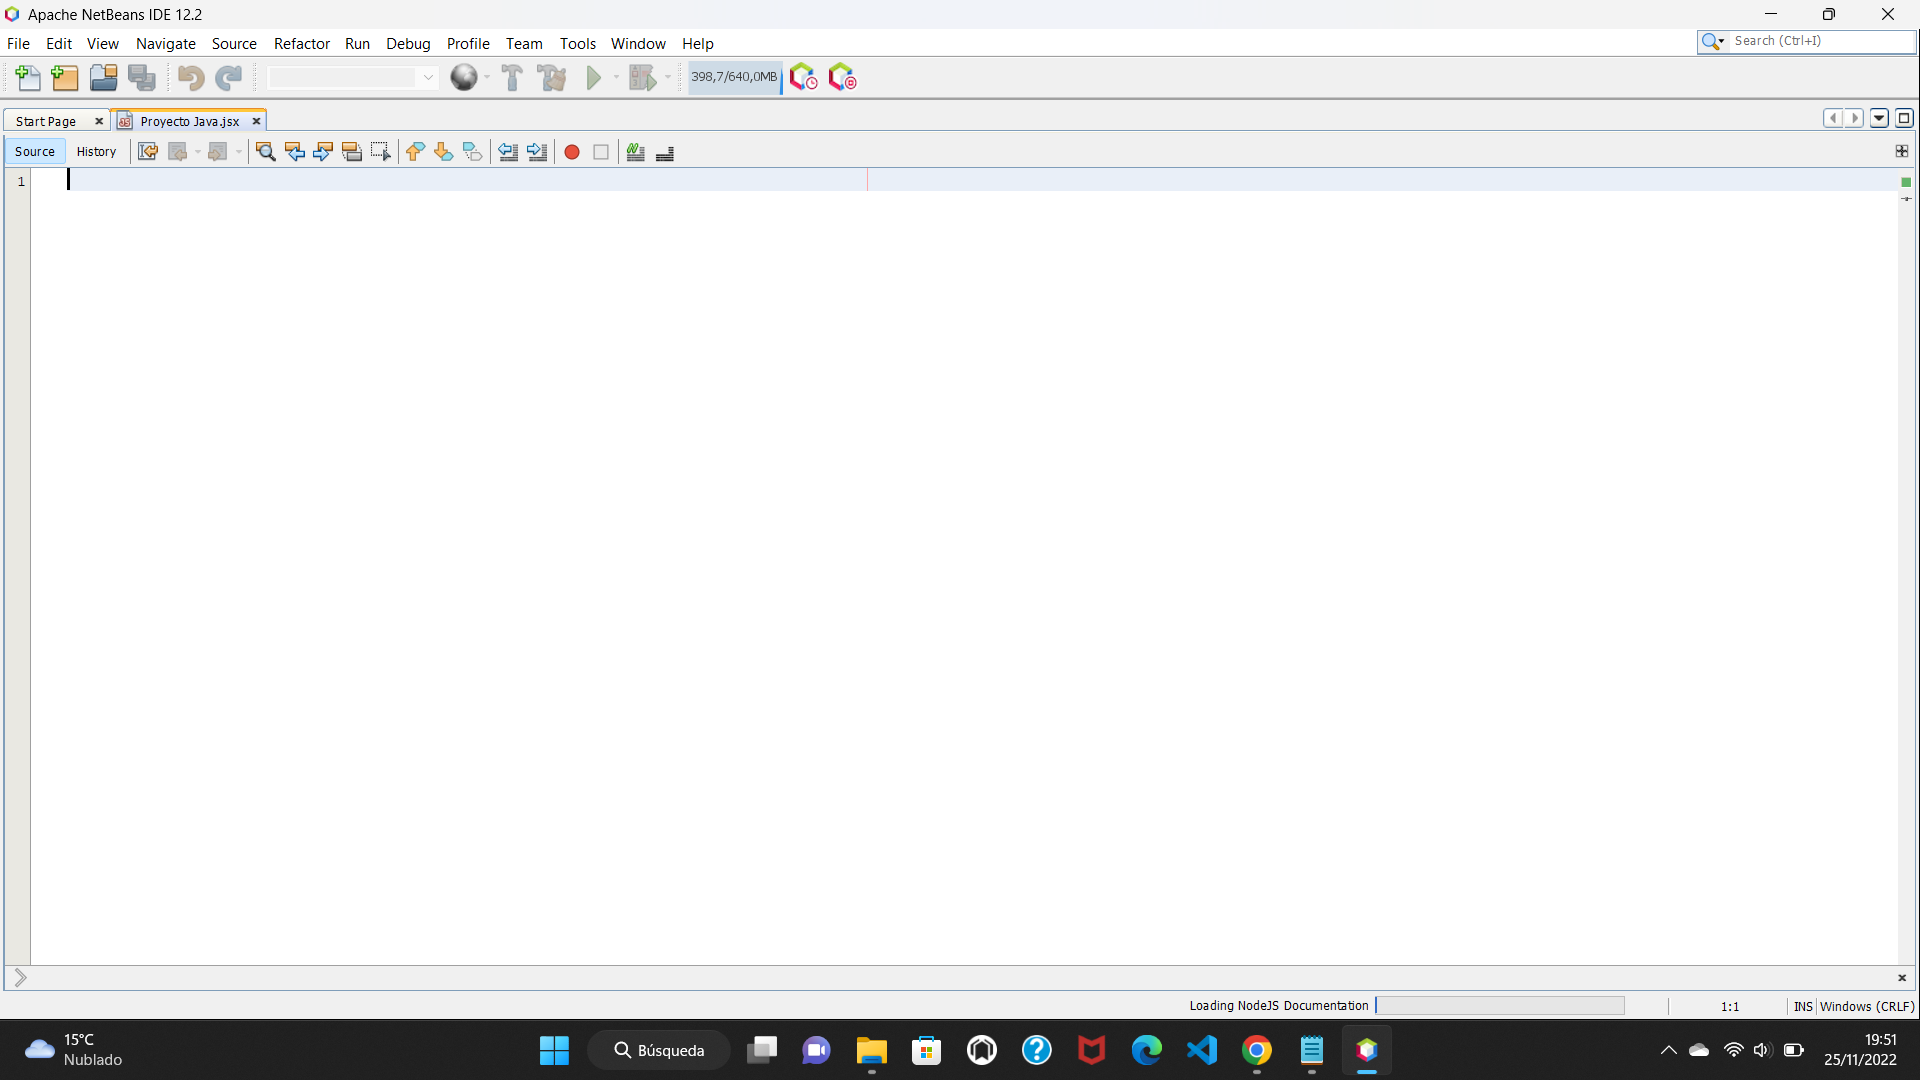 Apache NetBeans IDE 12.2
File Edit View Navigate Source Refactor Run Debug Profile Team Tools Window Help
Search (Ctrl+I)
398,7/640,0MB
Start Page
Proyecto Java.jsx
Source History
1
Loading NodeJS Documentation
1:1
INS
Windows (CRLF)
15°C
Nublado
Búsqueda
19:51
25/11/2022